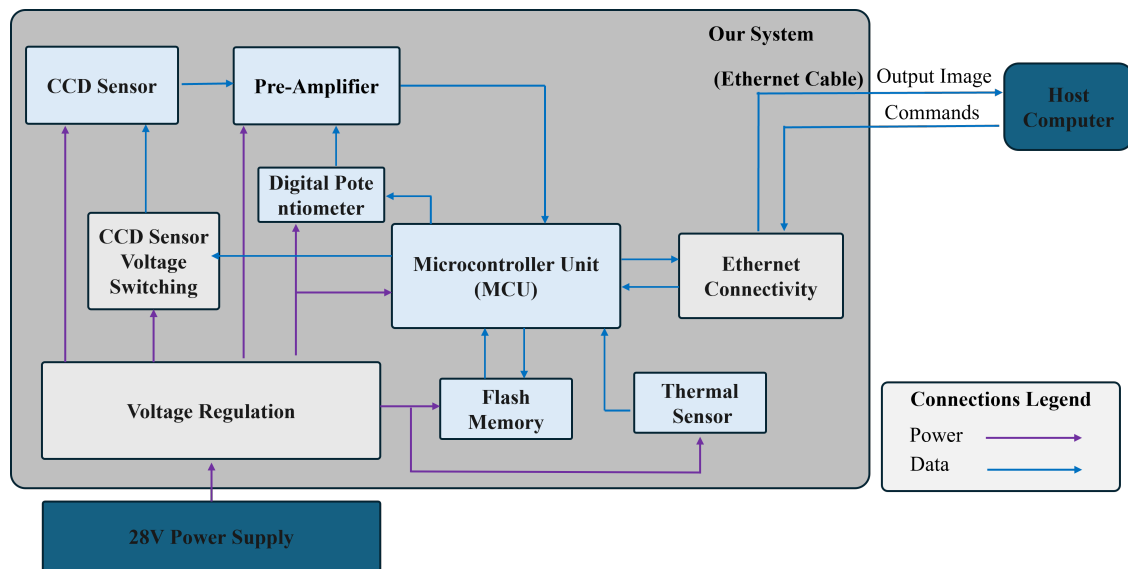 Our System
CCD Sensor
Pre-Amplifier
(Ethernet Cable)
Output Image
Commands
Host
Computer
Digital Pote
ntiometer
CCD Sensor
Voltage
Switching
Microcontroller Unit
(MCU)
Ethernet
Connectivity
Voltage Regulation
Flash
Memory
Thermal
Sensor
Connections Legend
Power
Data
28V Power Supply